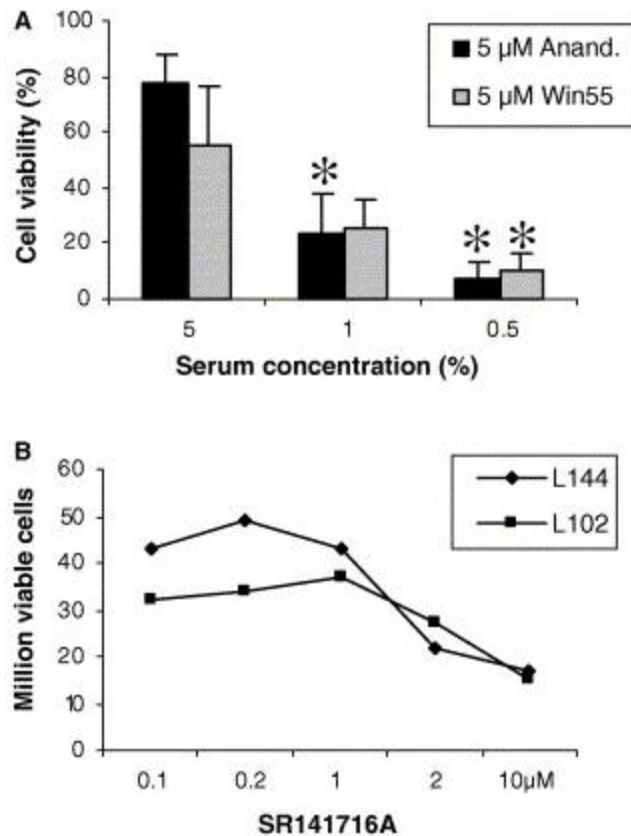 A
100
80
60
40
20
0
Cell viability (%)
5 µM Anand.
5 µM Win55
*
* *
5 1 0.5
Serum concentration (%)
B
60
50
40
30
20
10
0
Million viable cells
L144
L102
0.1 0.2 1 2 10µM
SR141716A